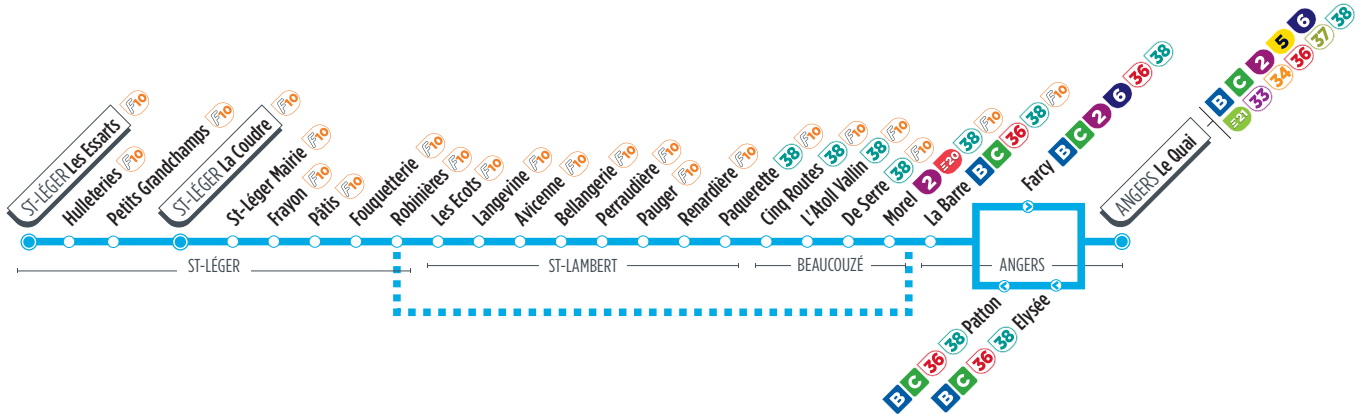 ST-LÉGER Les Essarts F10
Hulleteries F10
Petits Grandchamps F10
ST-LÉGER La Coudre F10
St-Léger Mairie F10
Frayon F10
Pâtis F10
Fouquetterie F10
Robinières F10
Les Ecots F10
Langevine F10
Avicenne F10
Bellangerie F10
Perraudière F10
Pauger F10
Renardière F10
Paquerette 38 F10
Cinq Routes 38 F10
L'Atoll Vallin 38 F10
De Serre 38 F10
Morel 2 E20 38 F10
La Barre B C 36 38 F10
Farcy B C 2 6 36 38
ANGERS Le Quai
B C 2 5 6
E21 33 34 36 37 38
ST-LÉGER
ST-LAMBERT
BEAUCOUZÉ
ANGERS
B C 36 38 Patton
B C 36 38 Elysée